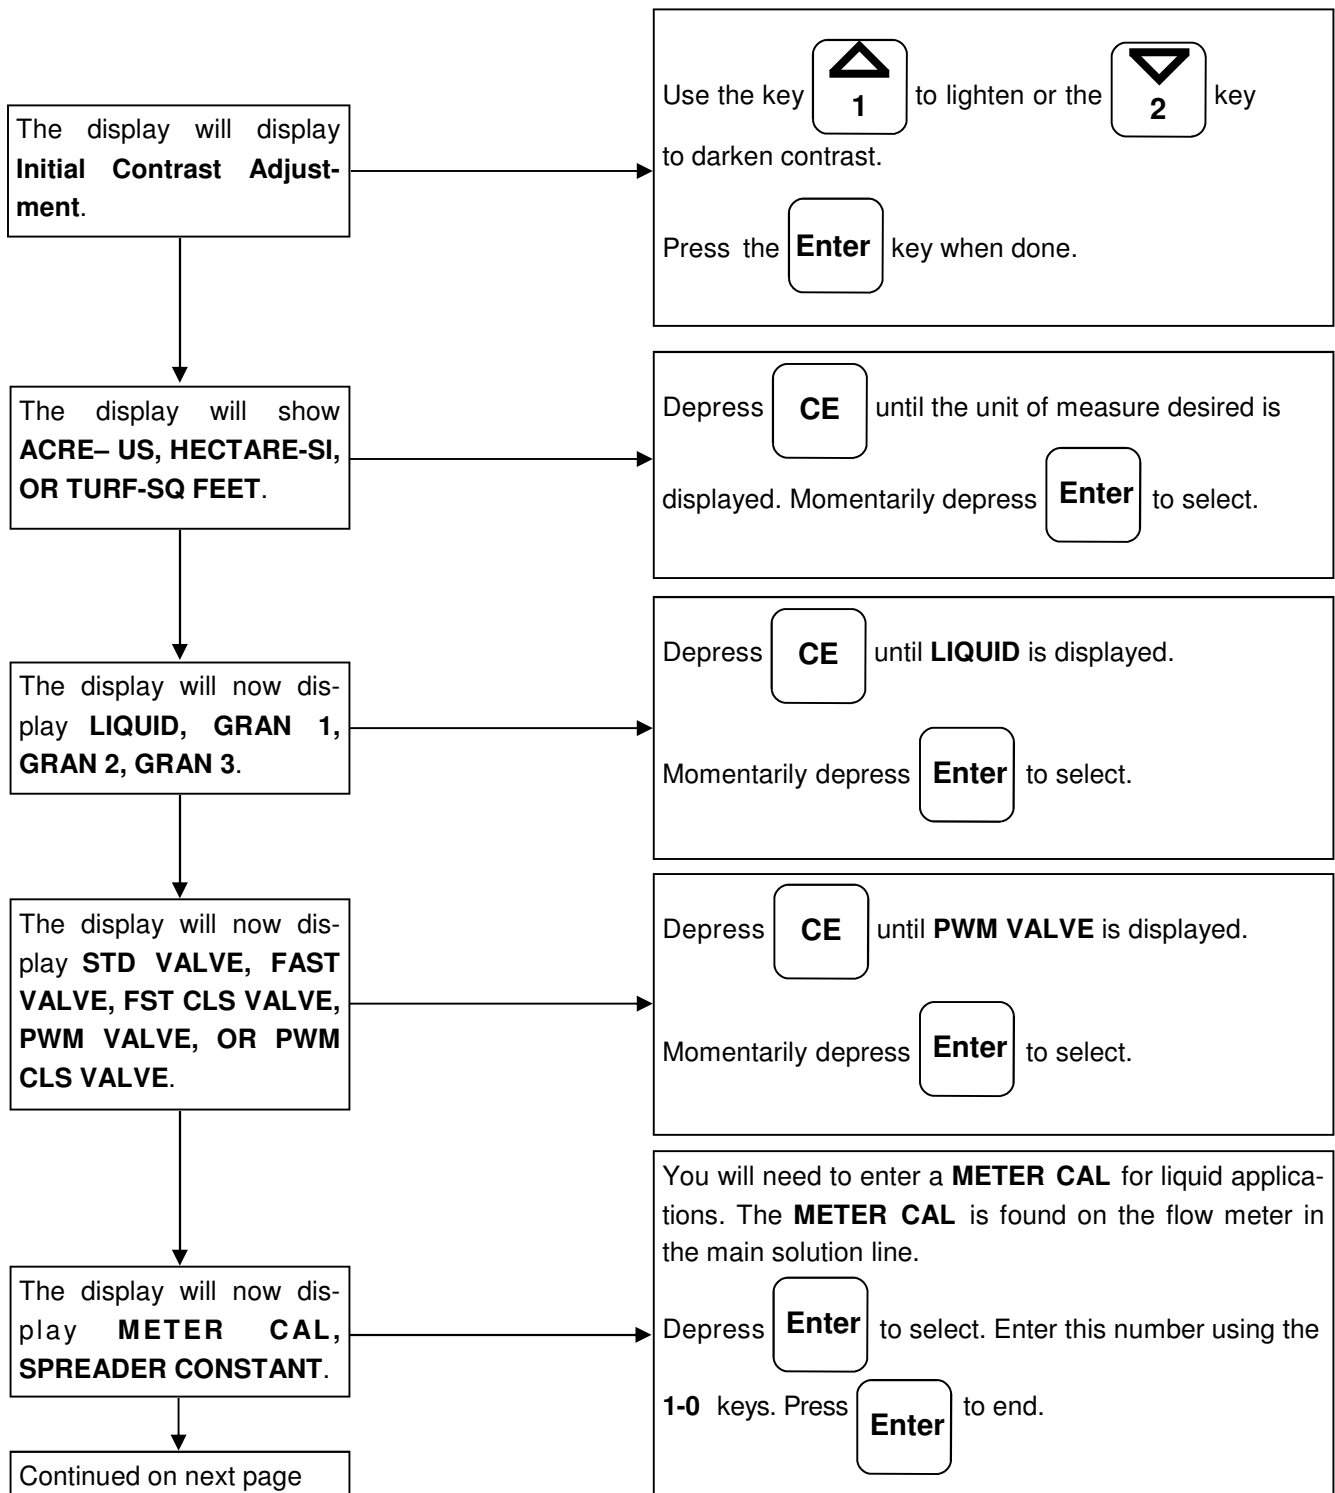 The display will display
Initial Contrast Adjust-
ment.
Use the key 1 to lighten or the 2 key
to darken contrast.
Press the Enter key when done.
The display will show
ACRE– US, HECTARE-SI,
OR TURF-SQ FEET.
Depress CE until the unit of measure desired is
displayed. Momentarily depress Enter to select.
The display will now dis-
play LIQUID, GRAN 1,
GRAN 2, GRAN 3.
Depress CE until LIQUID is displayed.
Momentarily depress Enter to select.
The display will now dis-
play STD VALVE, FAST
VALVE, FST CLS VALVE,
PWM VALVE, OR PWM
CLS VALVE.
Depress CE until PWM VALVE is displayed.
Momentarily depress Enter to select.
The display will now dis-
play METER CAL,
SPREADER CONSTANT.
You will need to enter a METER CAL for liquid applica-
tions. The METER CAL is found on the flow meter in
the main solution line.
Depress Enter to select. Enter this number using the
1-0 keys. Press Enter to end.
Continued on next page